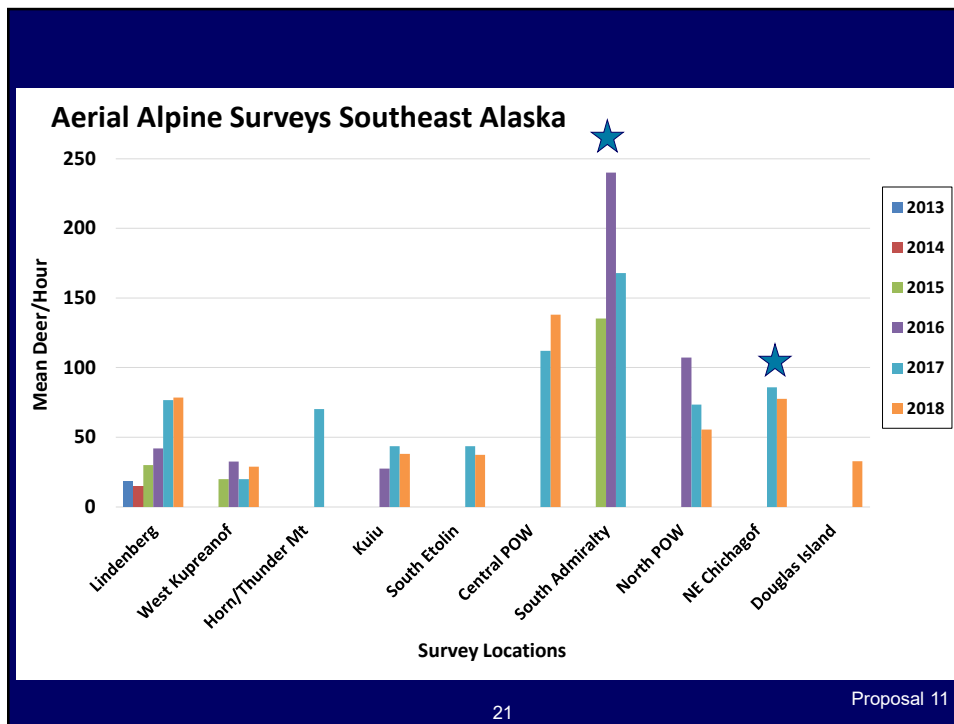 Aerial Alpine Surveys Southeast Alaska
250
200
150
100
50
0
Mean Deer/Hour
Lindenberg
West Kupreanof
Horn/Thunder Mt
Kuiu
South Etolin
Central POW
South Admiralty
North POW
NE Chichagof
Douglas Island
Survey Locations
2013
2014
2015
2016
2017
2018
21
Proposal 11